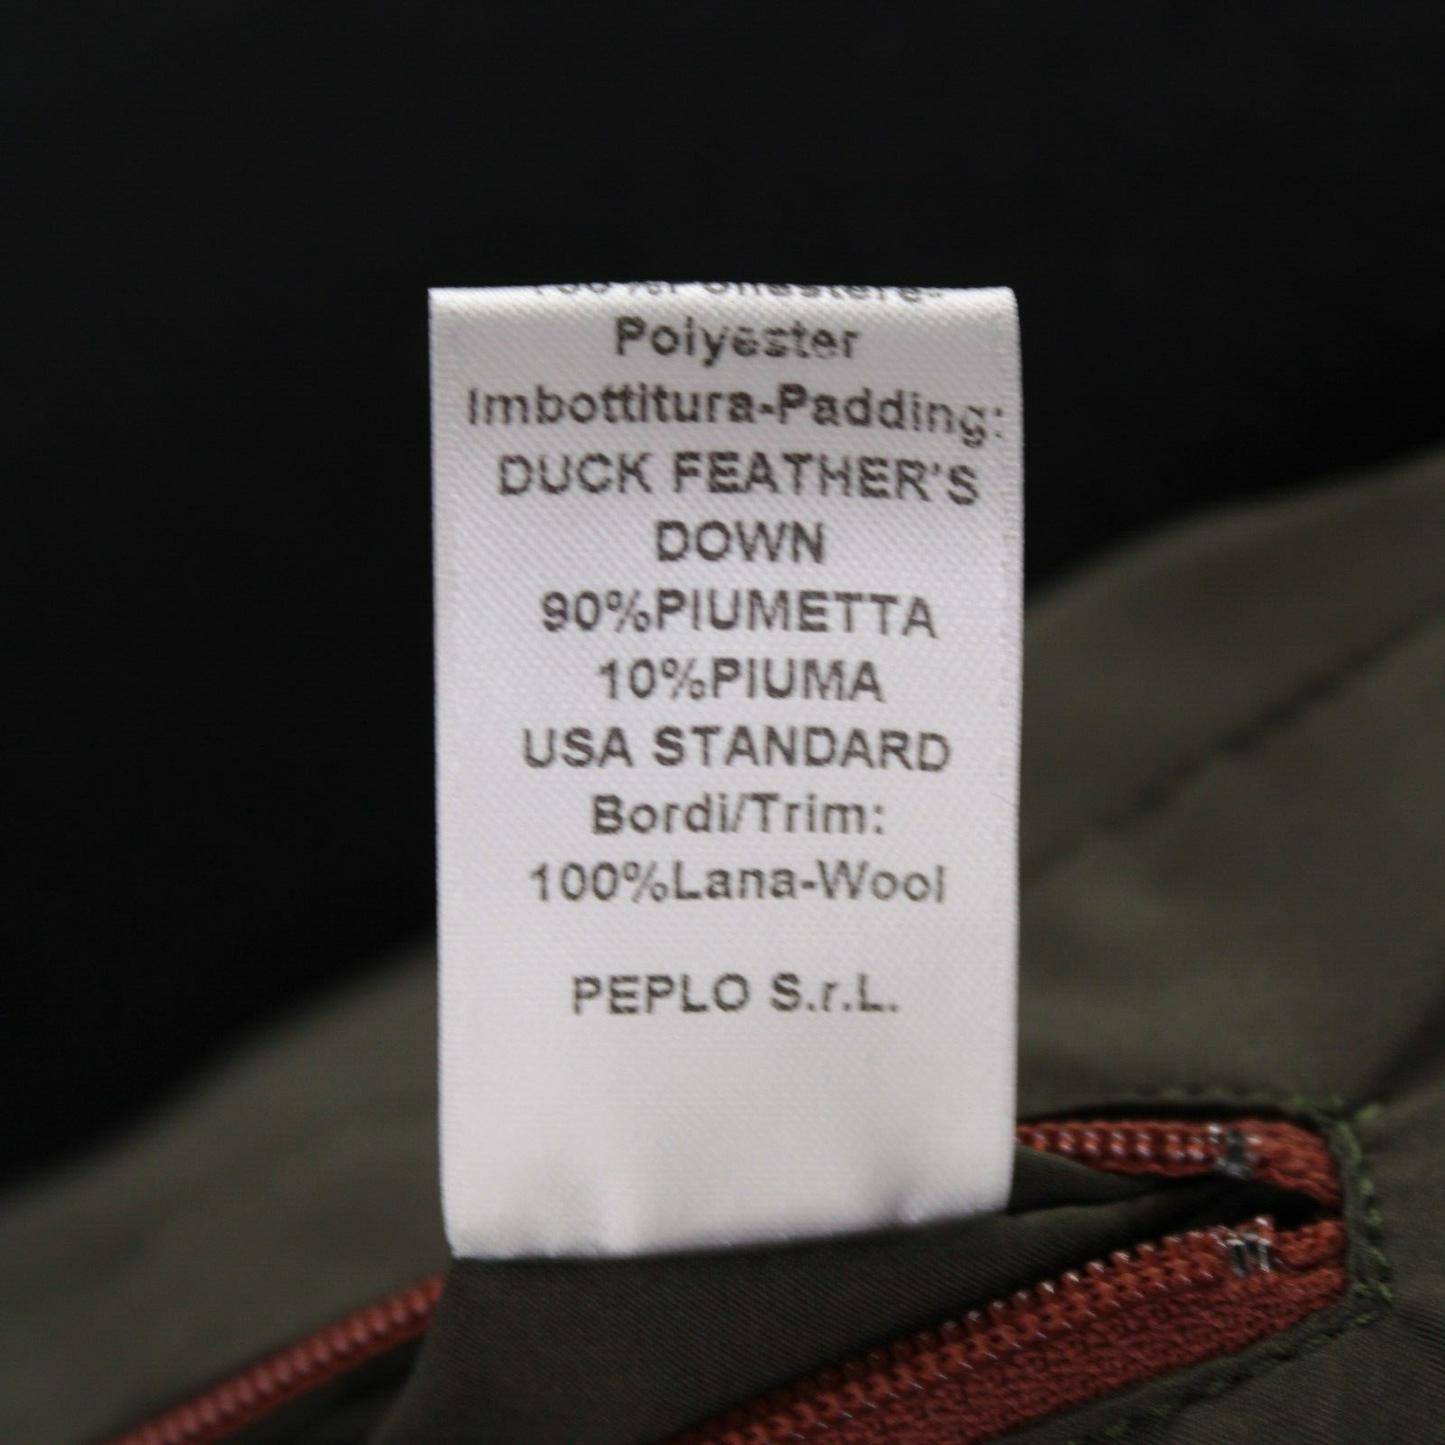 Polyester
Imbottitura-Padding:
DUCK FEATHER'S
DOWN
90%PIUMETTA
10%PIUMA
USA STANDARD
Bordi/Trim:
100%Lana-Wool
PEPLO S.r.L.